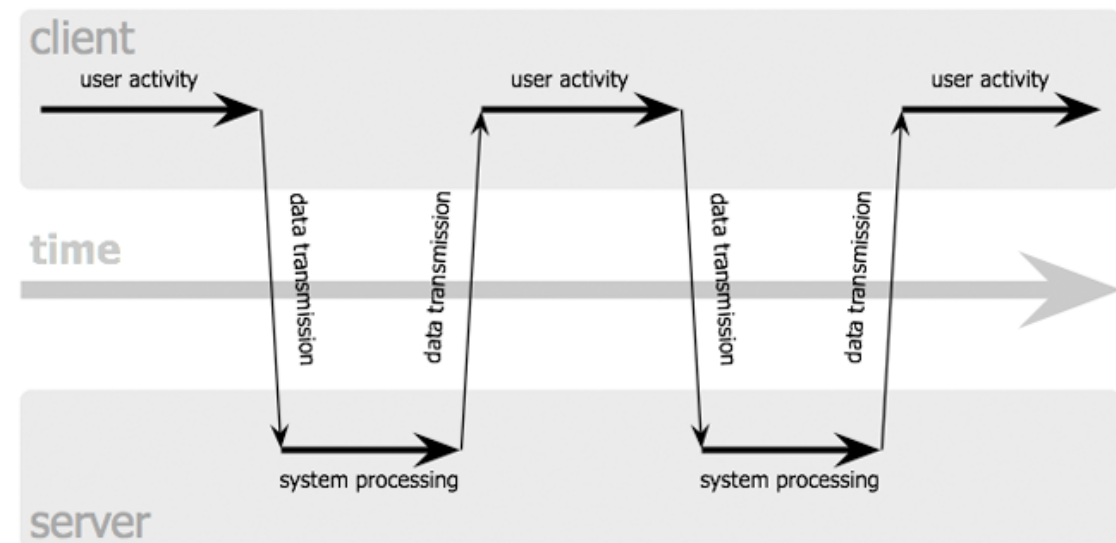 client
user activity
user activity
user activity
data transmission
data transmission
data transmission
data transmission
time
system processing
system processing
server